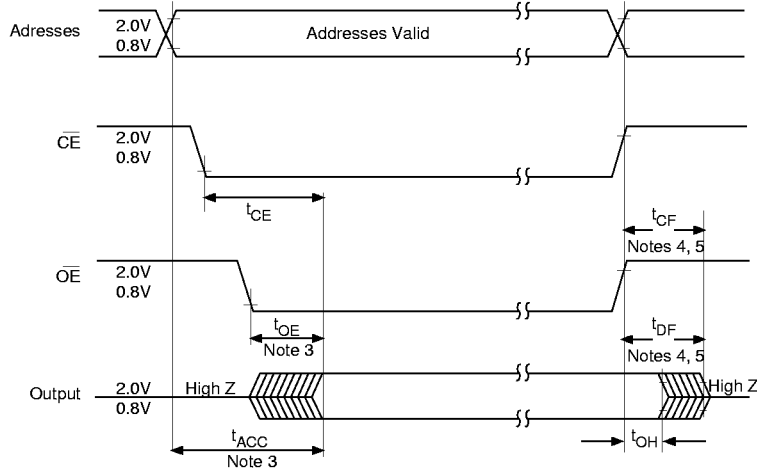 Adresses
2.0V
0.8V
Addresses Valid
CE
2.0V
0.8V
tCE
tCF
Notes 4, 5
OE
2.0V
0.8V
tOE
Note 3
tDF
Notes 4, 5
Output
2.0V
0.8V
High Z
High Z
tACC
Note 3
tOH